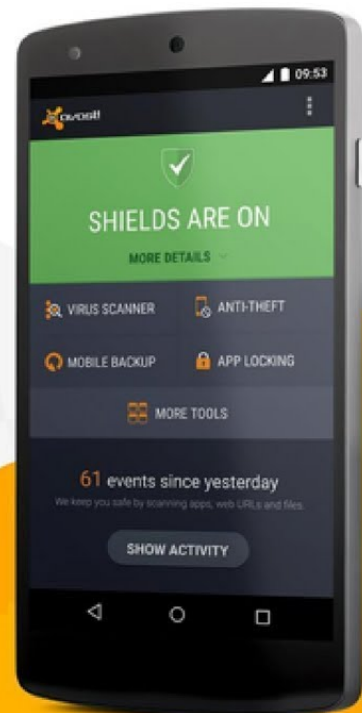 09:53
avast!
SHIELDS ARE ON
MORE DETAILS
VIRUS SCANNER
ANTI-THEFT
MOBILE BACKUP
APP LOCKING
MORE TOOLS
61 events since yesterday
We keep you safe by scanning apps, web URLs and files.
SHOW ACTIVITY